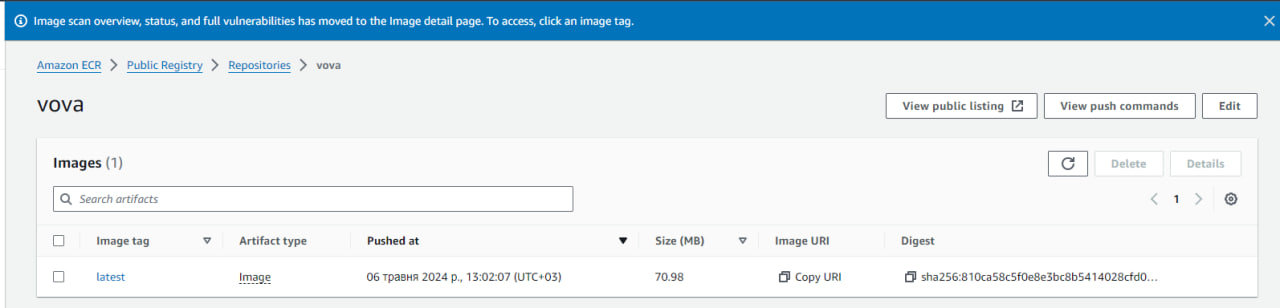 Image scan overview, status, and full vulnerabilities has moved to the Image detail page. To access, click an image tag.
Amazon ECR > Public Registry > Repositories > vova
vova
View public listing View push commands Edit
Images (1)
Delete Details
Search artifacts
1
Image tag Artifact type Pushed at Size (MB) Image URI Digest
latest Image 06 травня 2024 р., 13:02:07 (UTC+03) 70.98 Copy URI sha256:810ca58c5f0e8e3bc8b5414028cfd0...